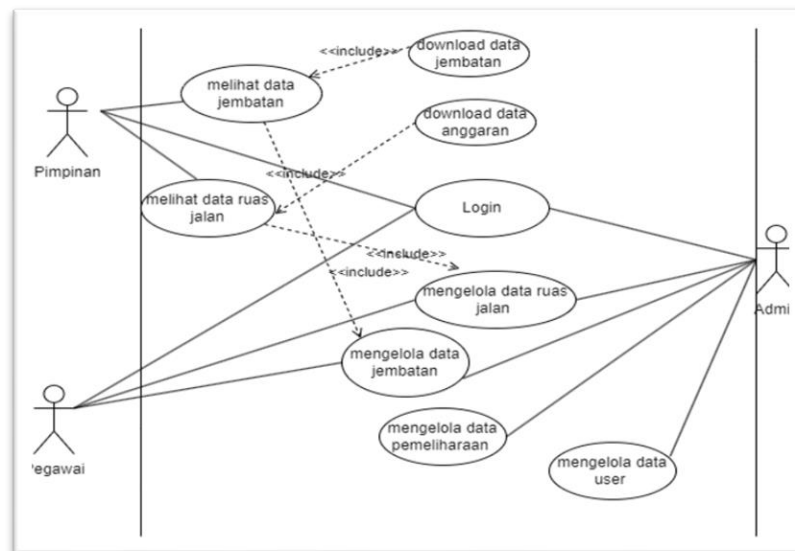 <<include>>
download data
jembatan
melihat data
jembatan
download data
anggaran
Pimpinan
<<include>>
melihat data ruas
jalan
Login
<<include>>
<<include>>
mengelola data ruas
jalan
Admi
mengelola data
jembatan
mengelola data
pemeliharaan
egawai
mengelola data
user